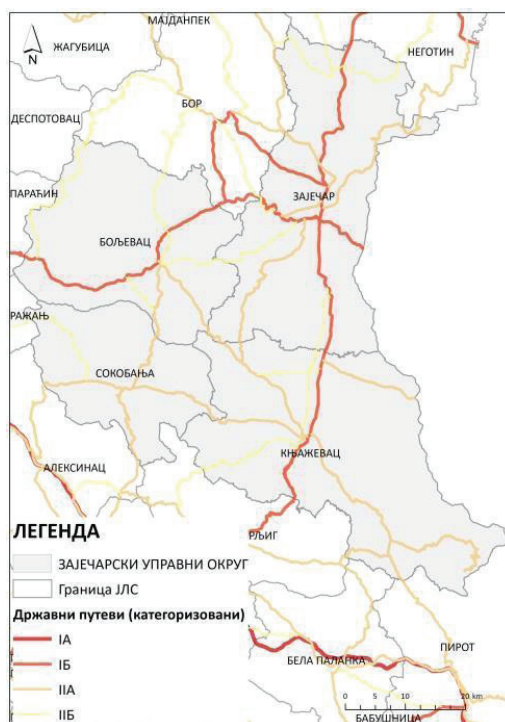 МАЈДАНПЕК
ЖАГУБИЦА
N
НЕГОТИН
БОР
ДЕСПОТОВАЦ
ПАРАЋИН
ЗАЈЕЧАР
БОЉЕВАЦ
РАЖАЊ
СОКОБАЊА
КЊАЖЕВАЦ
АЛЕКСИНАЦ
РЉИГ
ЛЕГЕНДА
ЗАЈЕЧАРСКИ УПРАВНИ ОКРУГ
Граница ЈЛС
Државни путеви (категоризовани)
IА
IБ
IIА
IIБ
ПИРОТ
БЕЛА ПАЛАНКА
0 5 10 20 km
БАБУШНИЦА